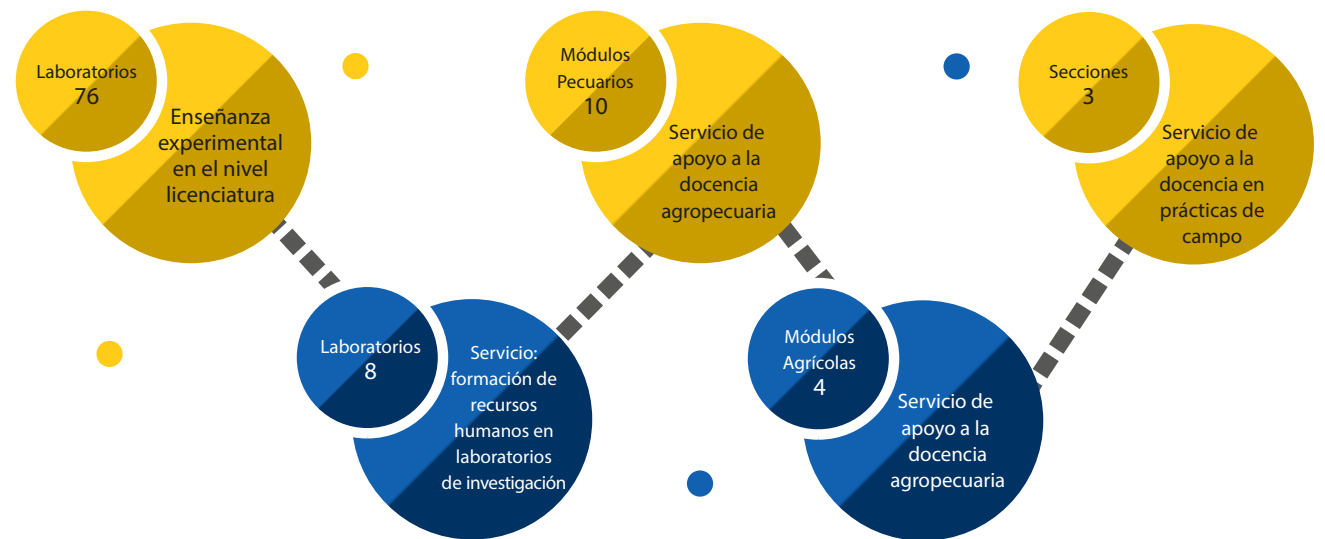 Laboratorios
76
Enseñanza
experimental
en el nivel
licenciatura
Laboratorios
8
Servicio:
formación de
recursos
humanos en
laboratorios
de investigación
Módulos
Pecuarios
10
Servicio de
apoyo a la
docencia
agropecuaria
Módulos
Agrícolas
4
Servicio de
apoyo a la
docencia
agropecuaria
Secciones
3
Servicio de
apoyo a la
docencia en
prácticas de
campo